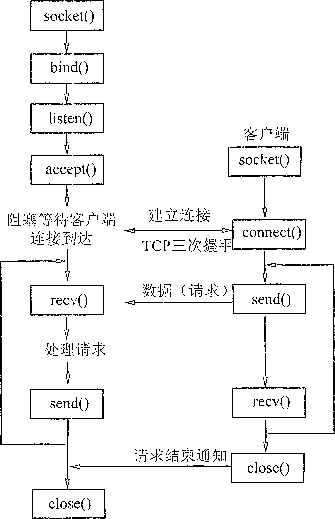 socket()
bind()
listen()
accept()
阻塞等待客户端
连接到达
recv()
处理请求
send()
close()
建立连接
TCP三次握手
数据（请求）
请求结束通知
客户端
socket()
connect()
send()
recv()
close()